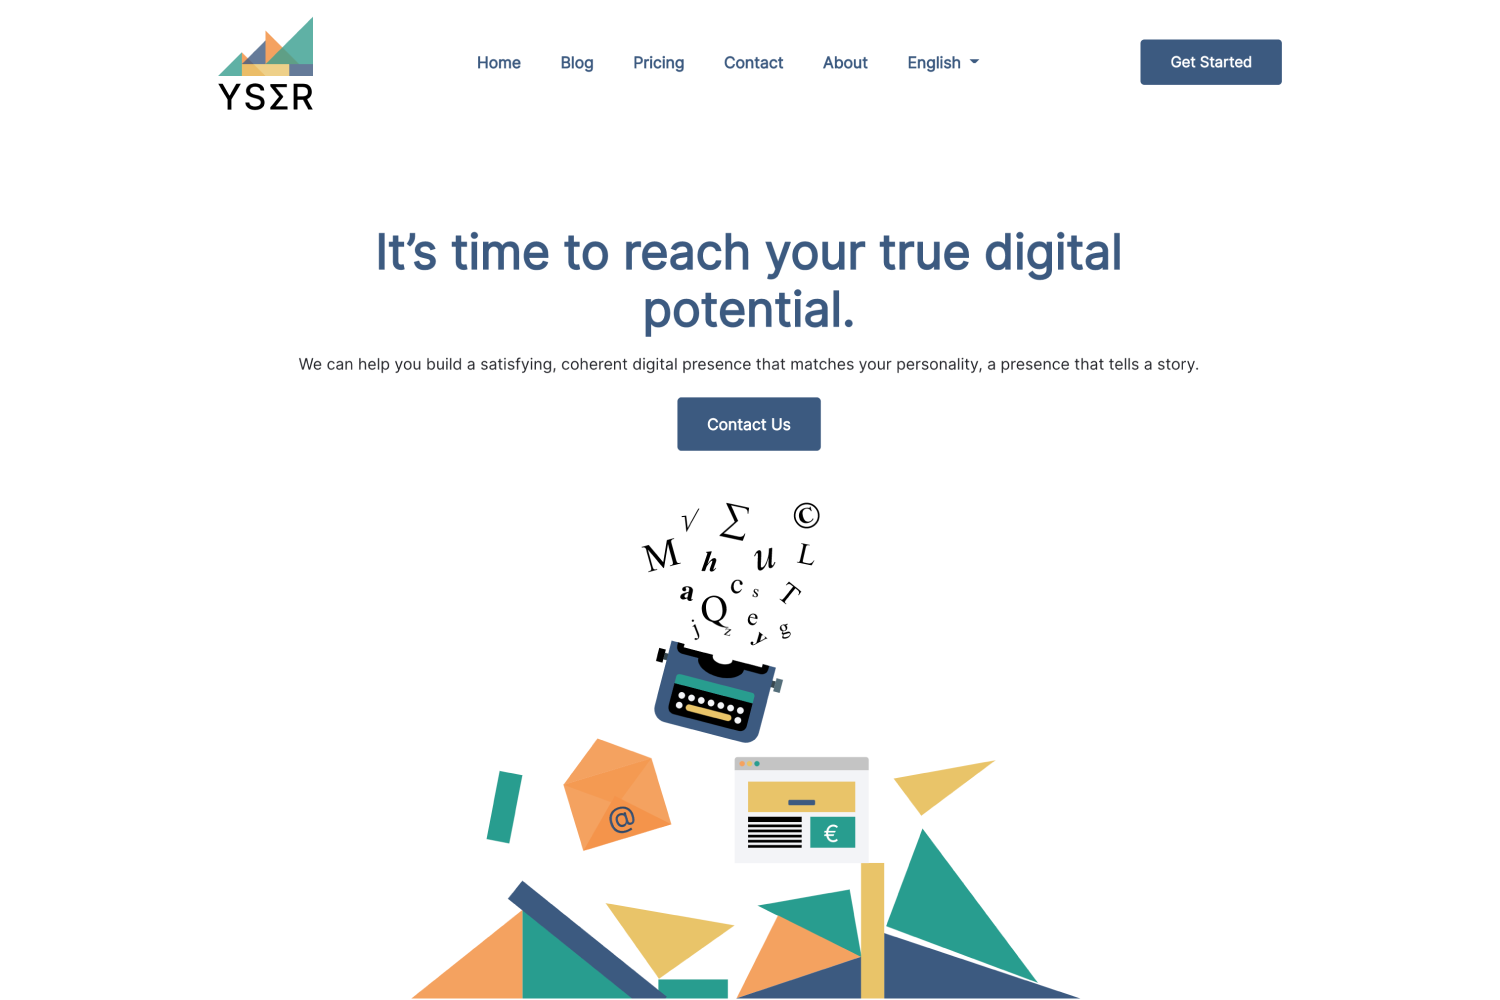 YSΣR
Home Blog Pricing Contact About English
Get Started
It’s time to reach your true digital
potential.
We can help you build a satisfying, coherent digital presence that matches your personality, a presence that tells a story.
Contact Us
√ Σ ©
M h u L
a Q c s T
j z e y g
@
€